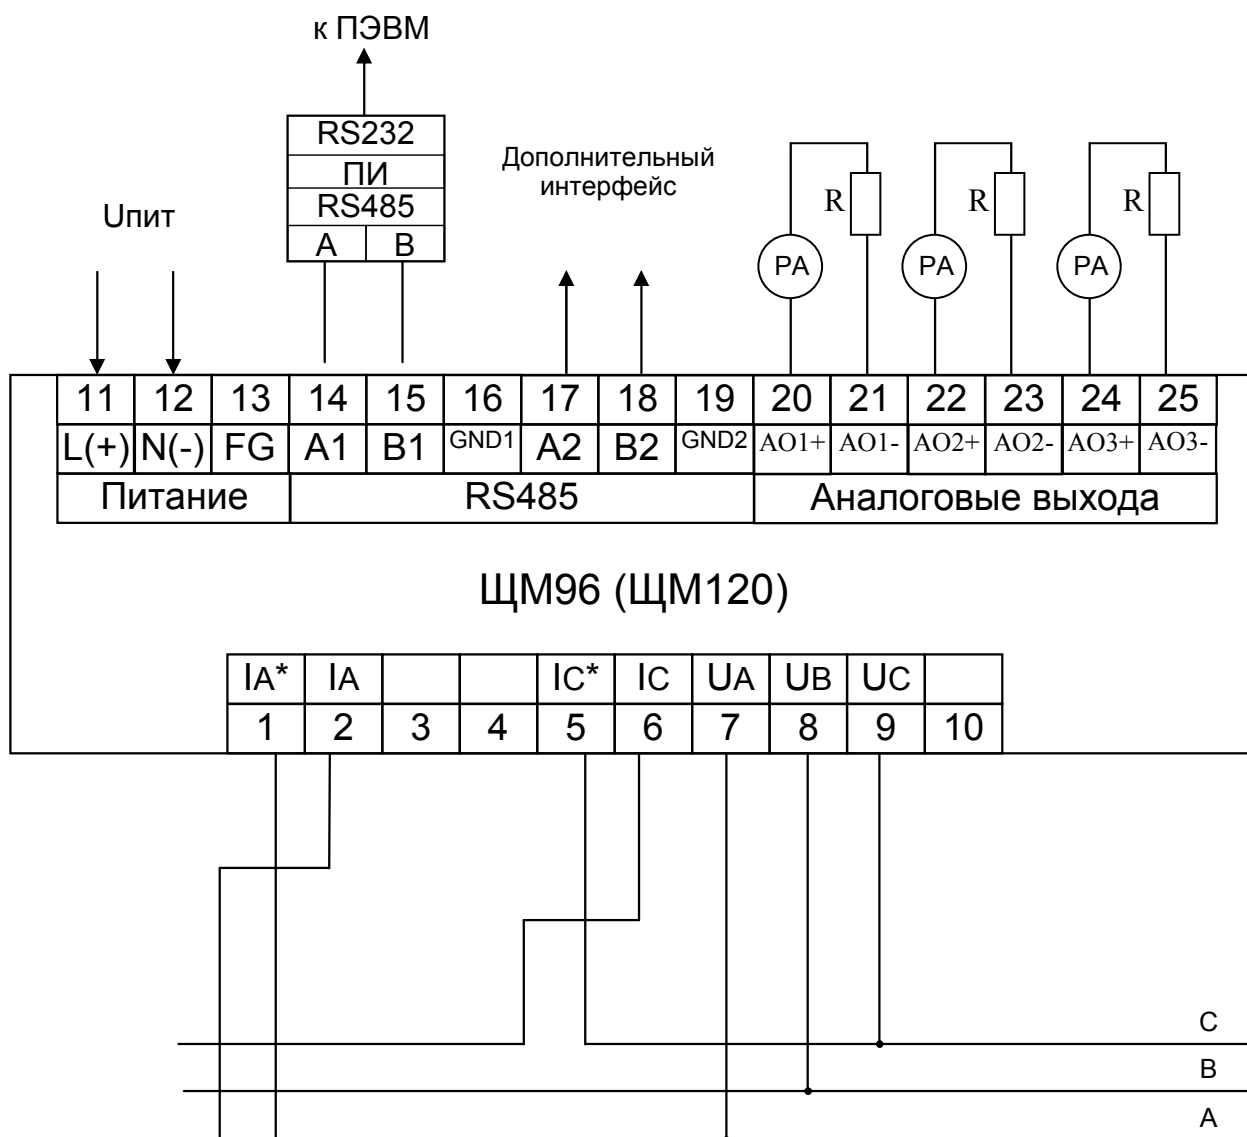 к ПЭВМ
RS232
ПИ
RS485
A B
Дополнительный
интерфейс
Uпит
R R R
PA PA PA
11 12 13 14 15 16 17 18 19 20 21 22 23 24 25
L(+) N(-) FG A1 B1 GND1 A2 B2 GND2 AO1+ AO1- AO2+ AO2- AO3+ AO3-
Питание RS485 Аналоговые выхода
ЩМ96 (ЩМ120)
IA* IA IC* IC UA UB UC
1 2 3 4 5 6 7 8 9 10
C
B
A